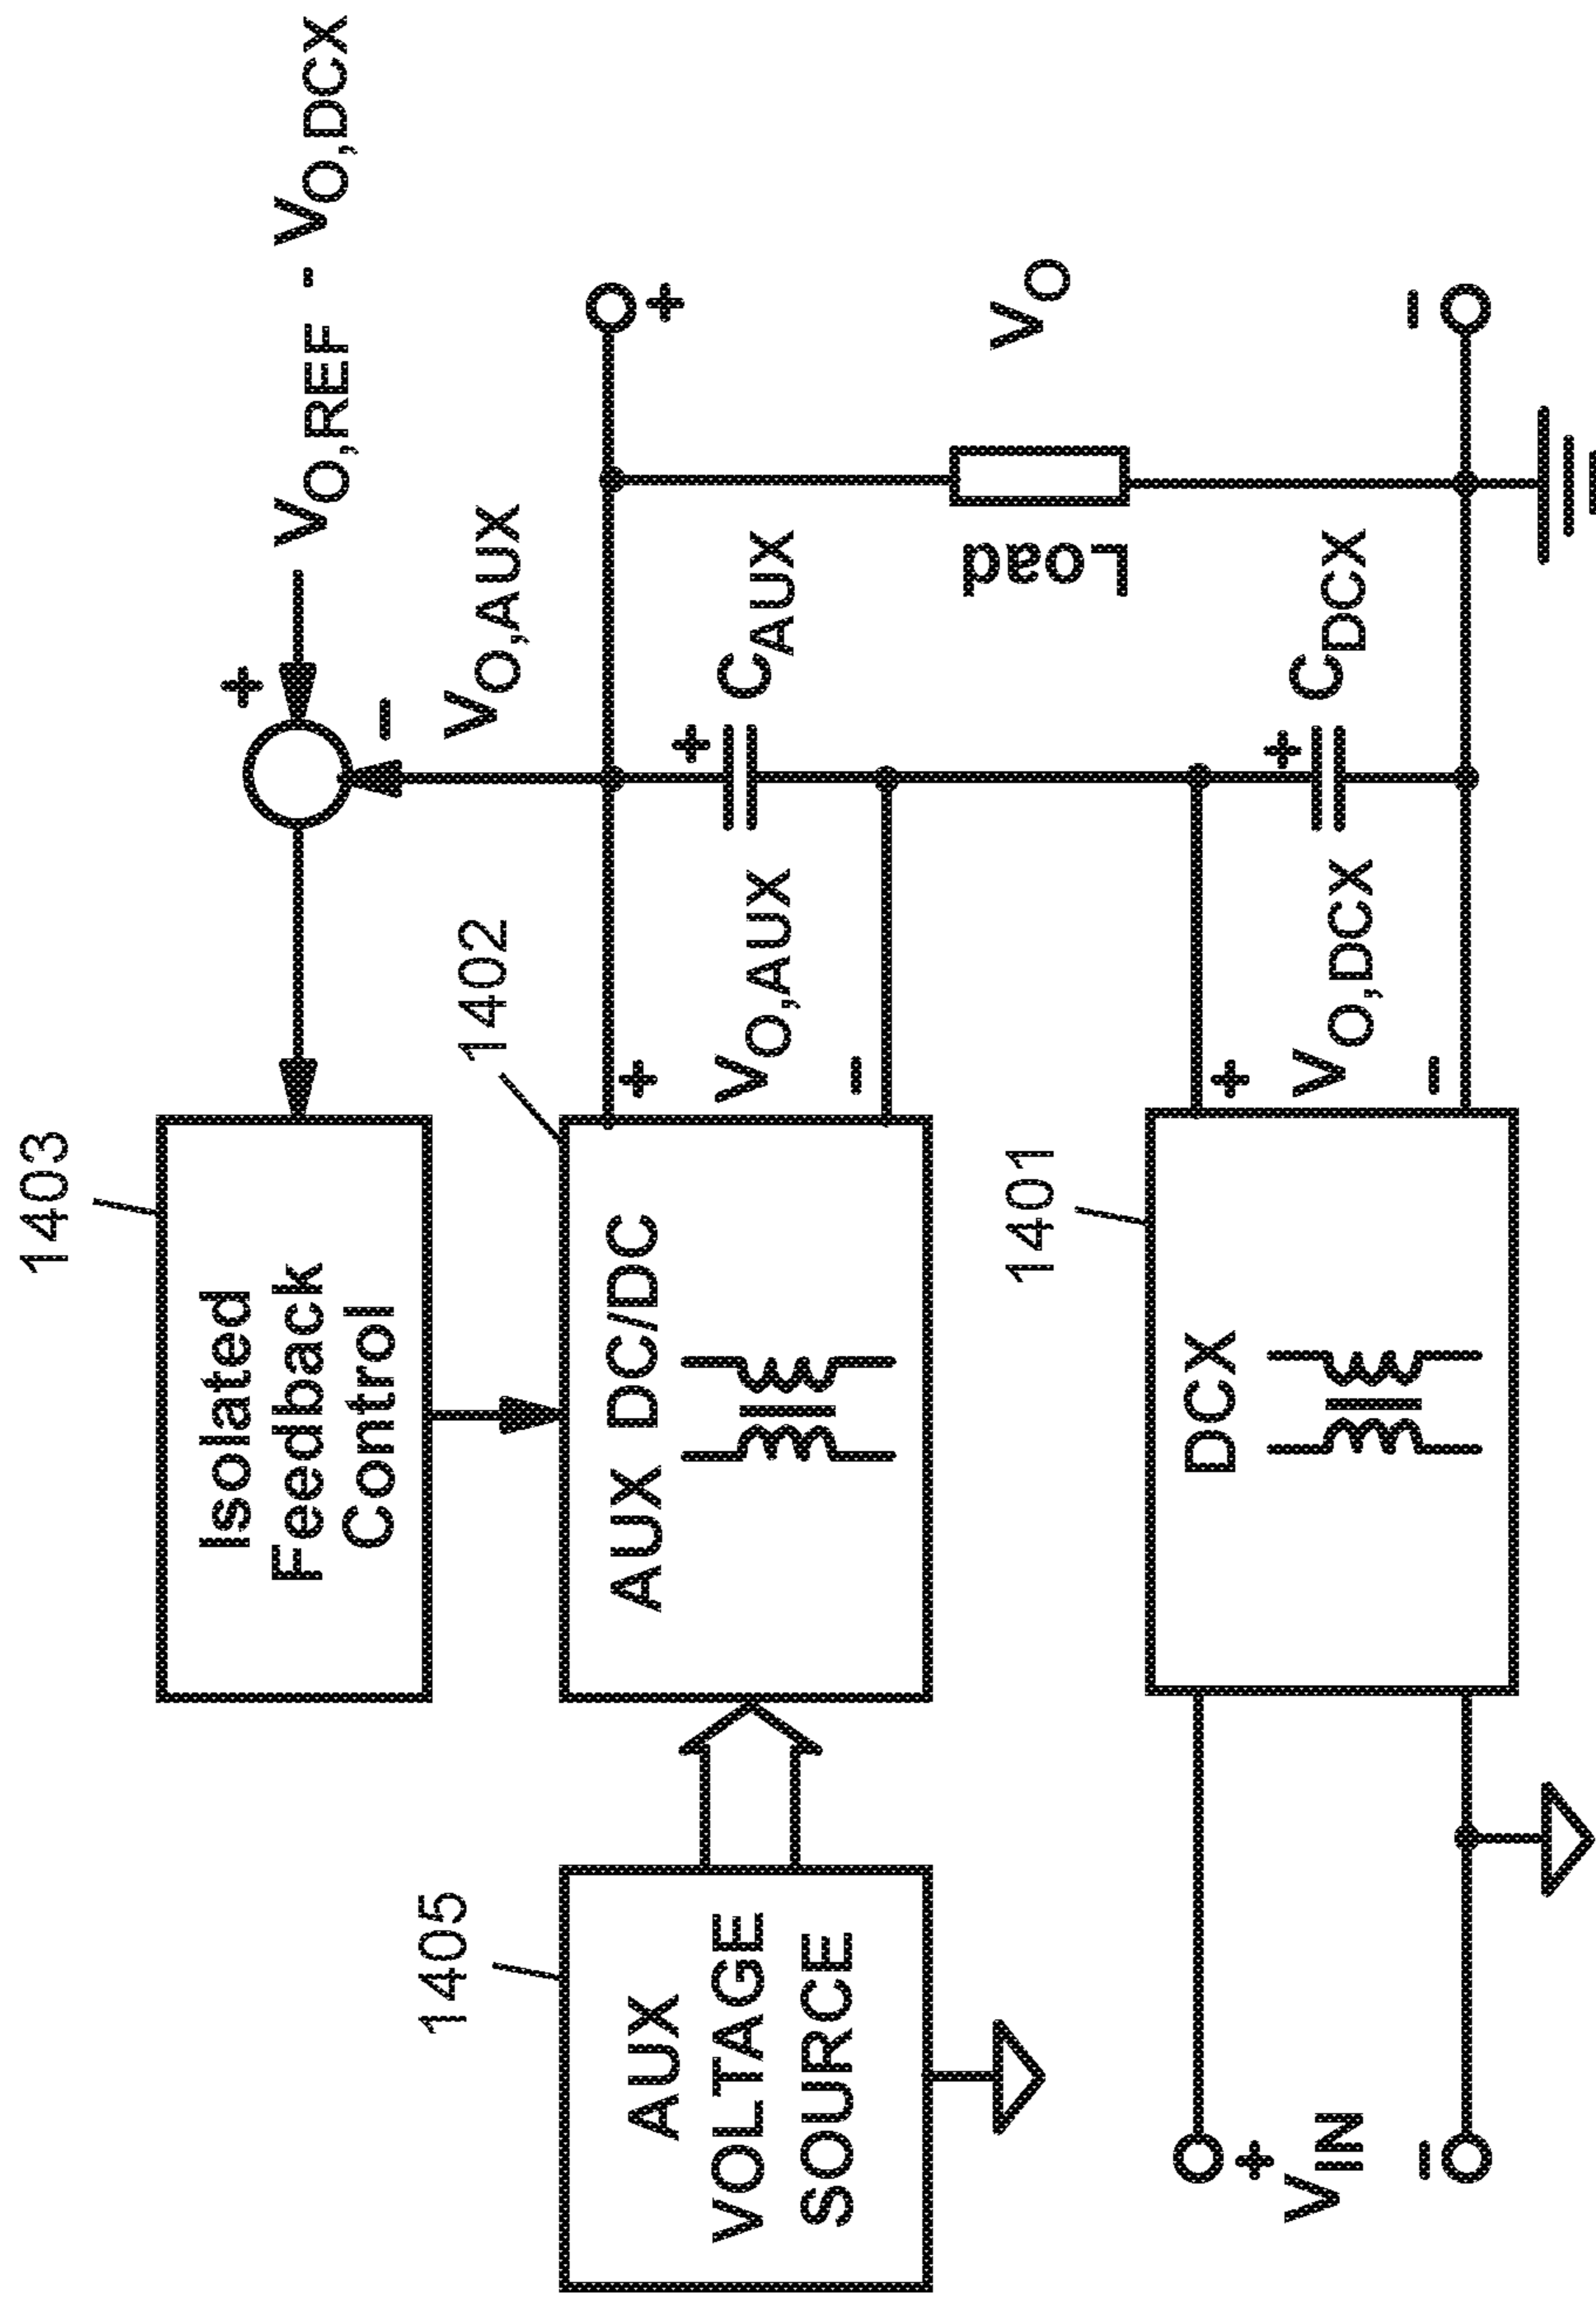 1403
Isolated
Feedback
Control
+
V_O,REF - V_O,DCX
-
V_O,AUX
1402
1405
AUX
VOLTAGE
SOURCE
AUX DC/DC
+
V_O,AUX
-
+
C_AUX
+
Load
V_O
1401
DCX
+
V_IN
-
+
V_O,DCX
-
+
C_DCX
-